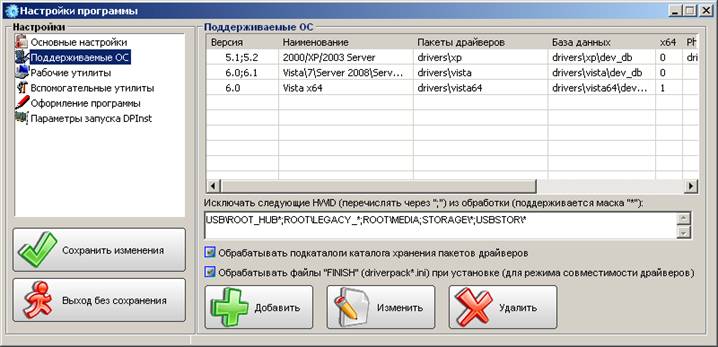 Настройки программы
Настройки
Основные настройки
Поддерживаемые ОС
Рабочие утилиты
Вспомогательные утилиты
Оформление программы
Параметры запуска DPInst
Сохранить изменения
Выход без сохранения
Поддерживаемые ОС
Версия Наименование Пакеты драйверов База данных x64 Ph
5.1;5.2 2000/XP/2003 Server drivers\xp drivers\xp\dev_db 0 dri
6.0;6.1 Vista\7\Server 2008\Serv... drivers\vista drivers\vista\dev_db 0
6.0 Vista x64 drivers\vista64 drivers\vista64\dev... 1
Исключать следующие HWID (перечислять через ";") из обработки (поддерживается маска "*"):
USB\ROOT_HUB*;ROOT\LEGACY_*;ROOT\MEDIA;STORAGE\*;USBSTOR\*
Обрабатывать подкаталоги каталога хранения пакетов драйверов
Обрабатывать файлы "FINISH" (driverpack*.ini) при установке (для режима совместимости драйверов)
Добавить
Изменить
Удалить